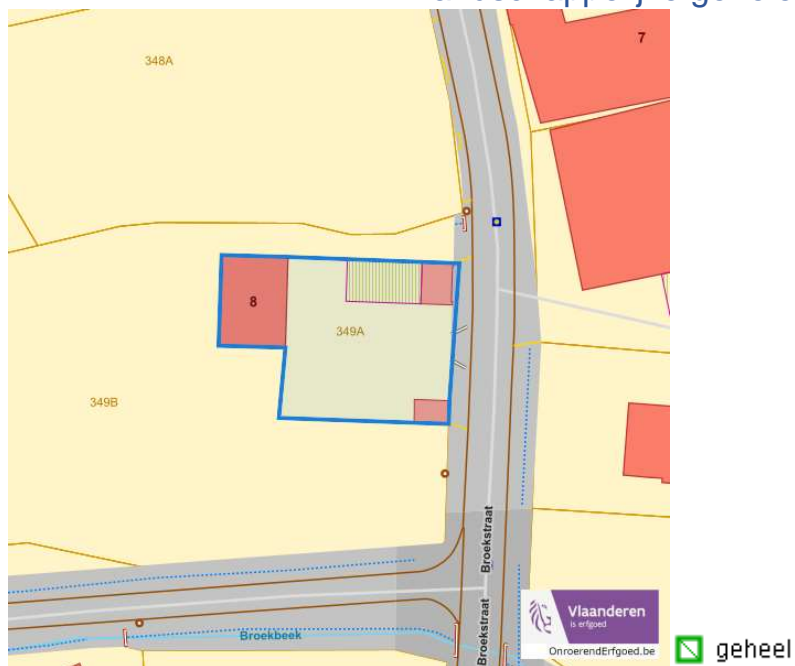 348A
7
8
349A
349B
Broekstraat
Broekstraat
Broekbeek
Vlaanderen
is erfgoed
OnroerendErfgoed.be
geheel